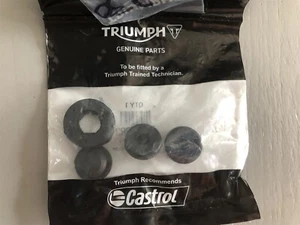 TRIUMPH
GENUINE PARTS
To be fitted by a
Triumph Trained Technician.
Triumph Recommends
Castrol